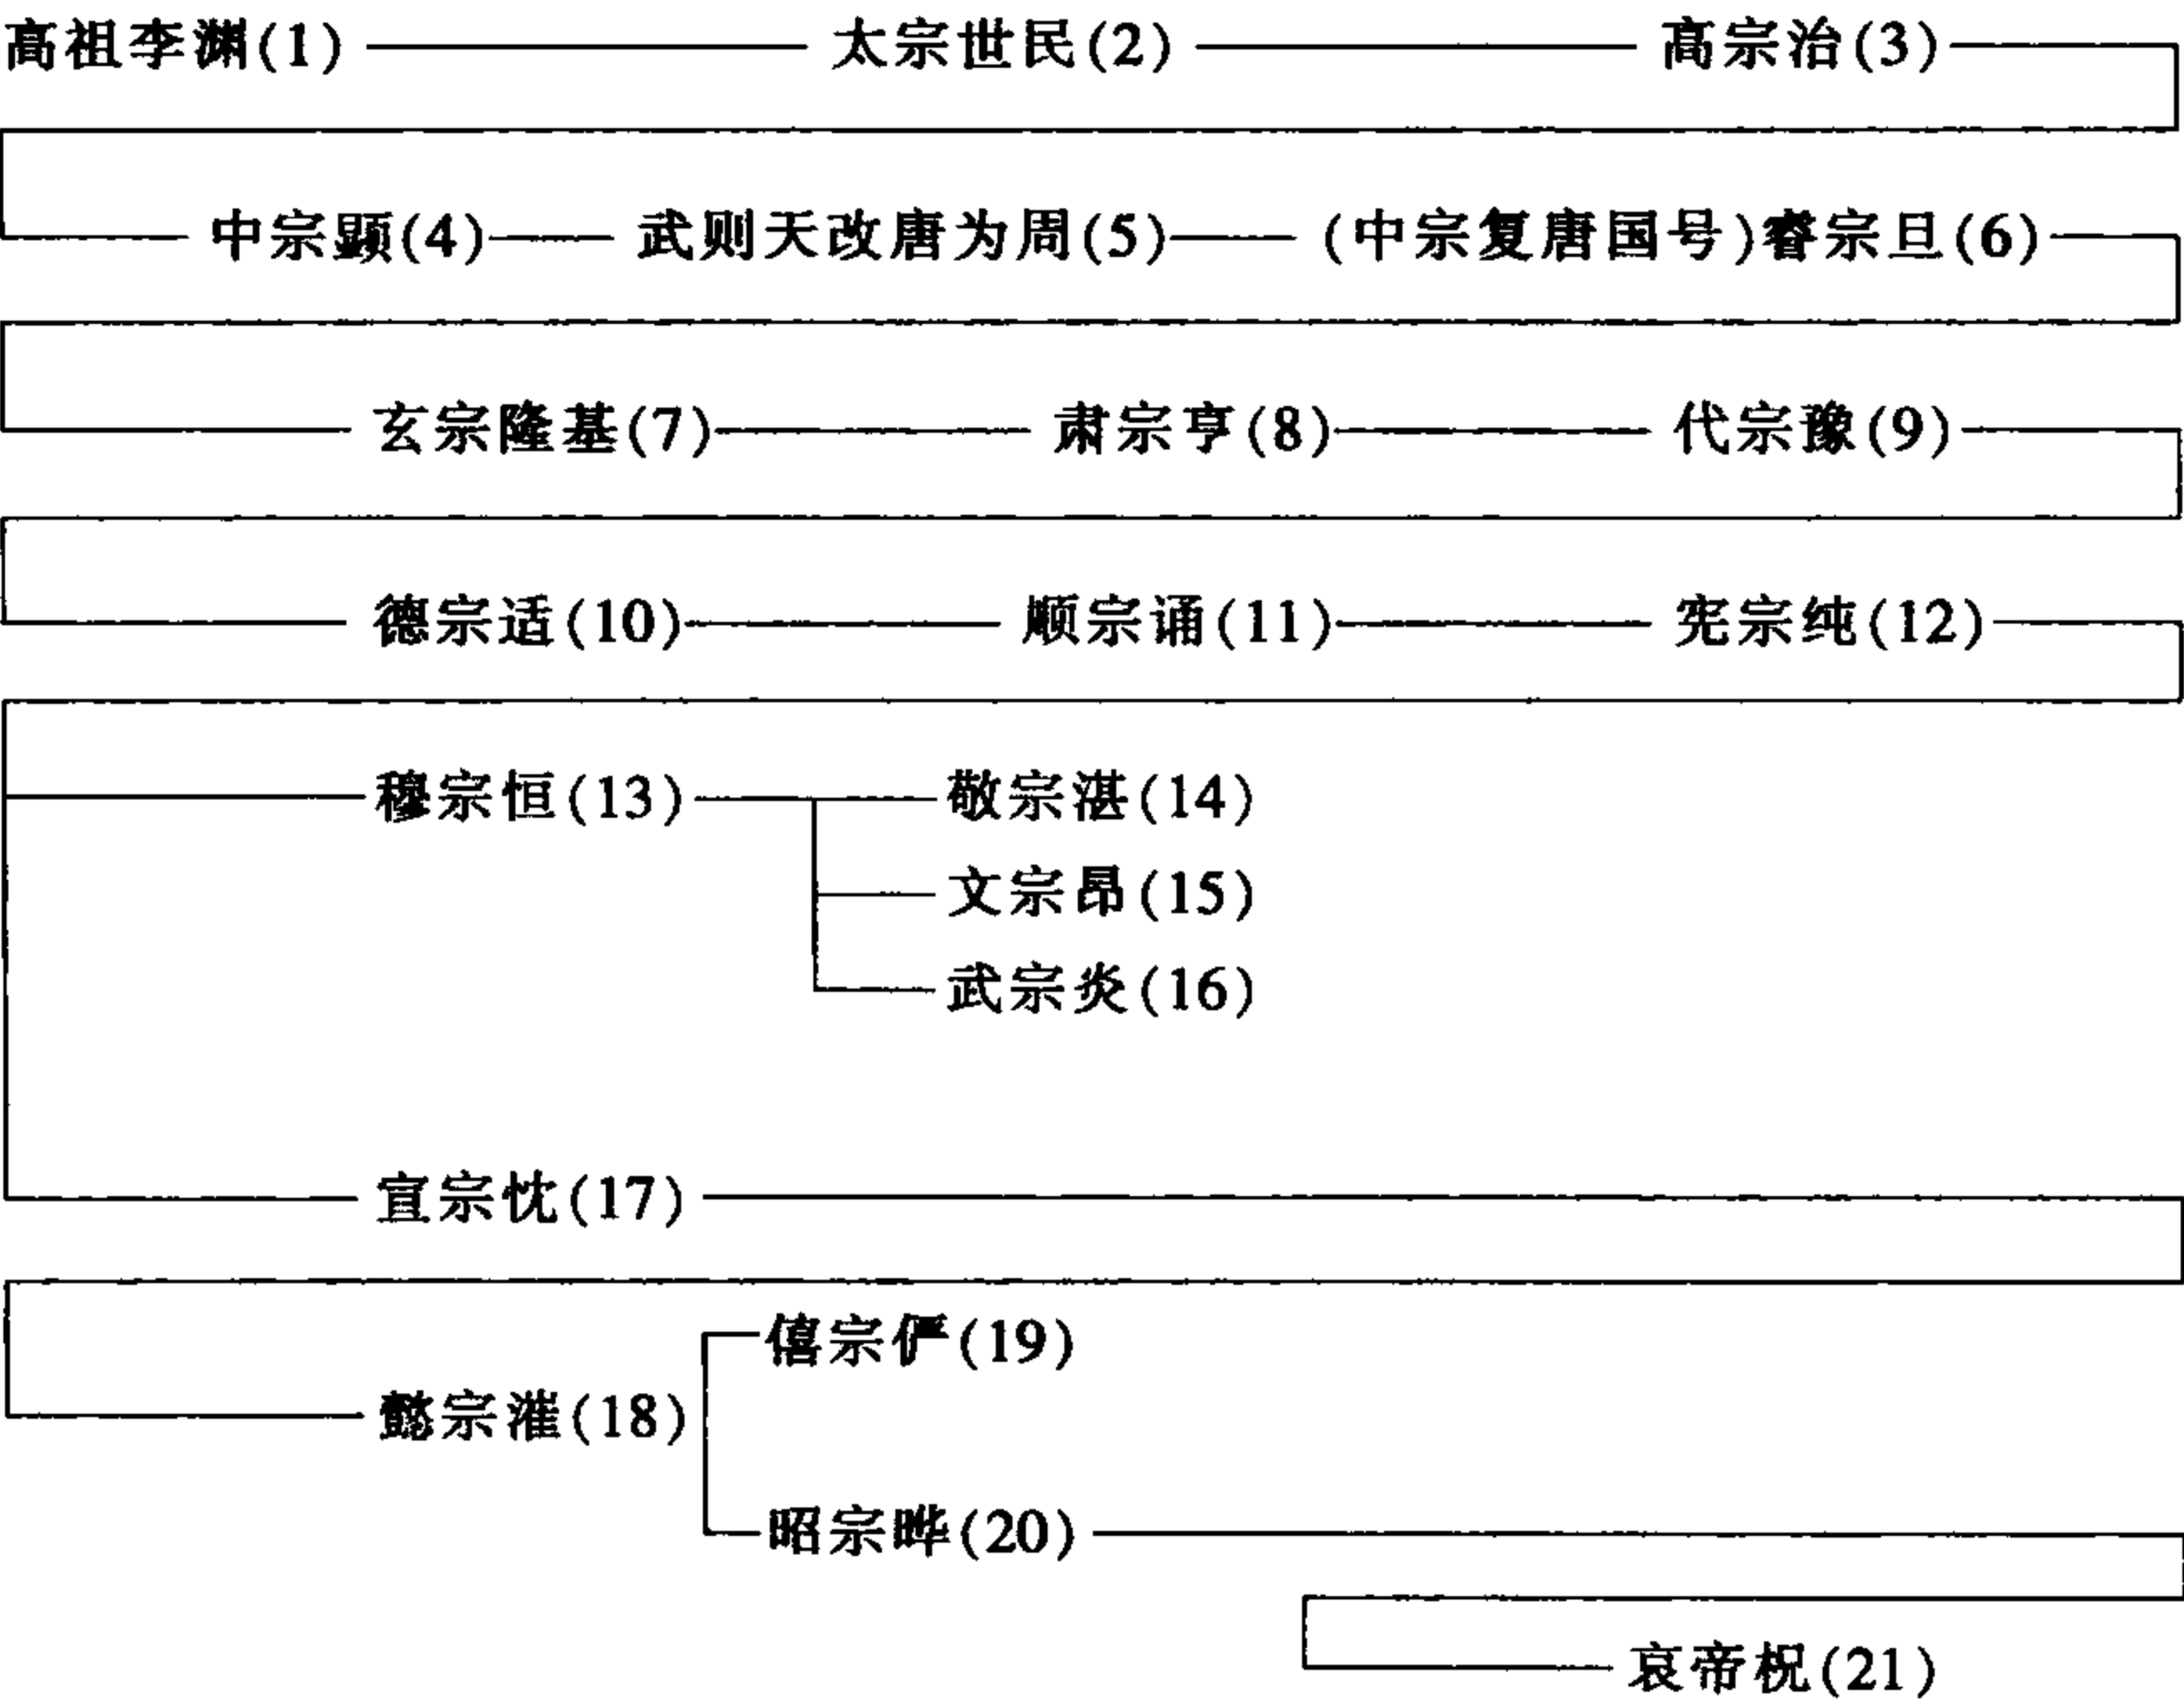 高祖李渊(1) 太宗世民(2) 高宗治(3)
中宗顕(4) 武则天改唐为周(5) (中宗复唐国号)睿宗旦(6)
玄宗隆基(7) 肃宗亨(8) 代宗豫(9)
德宗适(10) 顺宗诵(11) 宪宗纯(12)
穆宗恒(13) 敬宗湛(14)
文宗昂(15)
武宗炎(16)
宣宗忱(17)
僖宗俨(19)
懿宗漼(18)
昭宗晔(20)
哀帝柷(21)